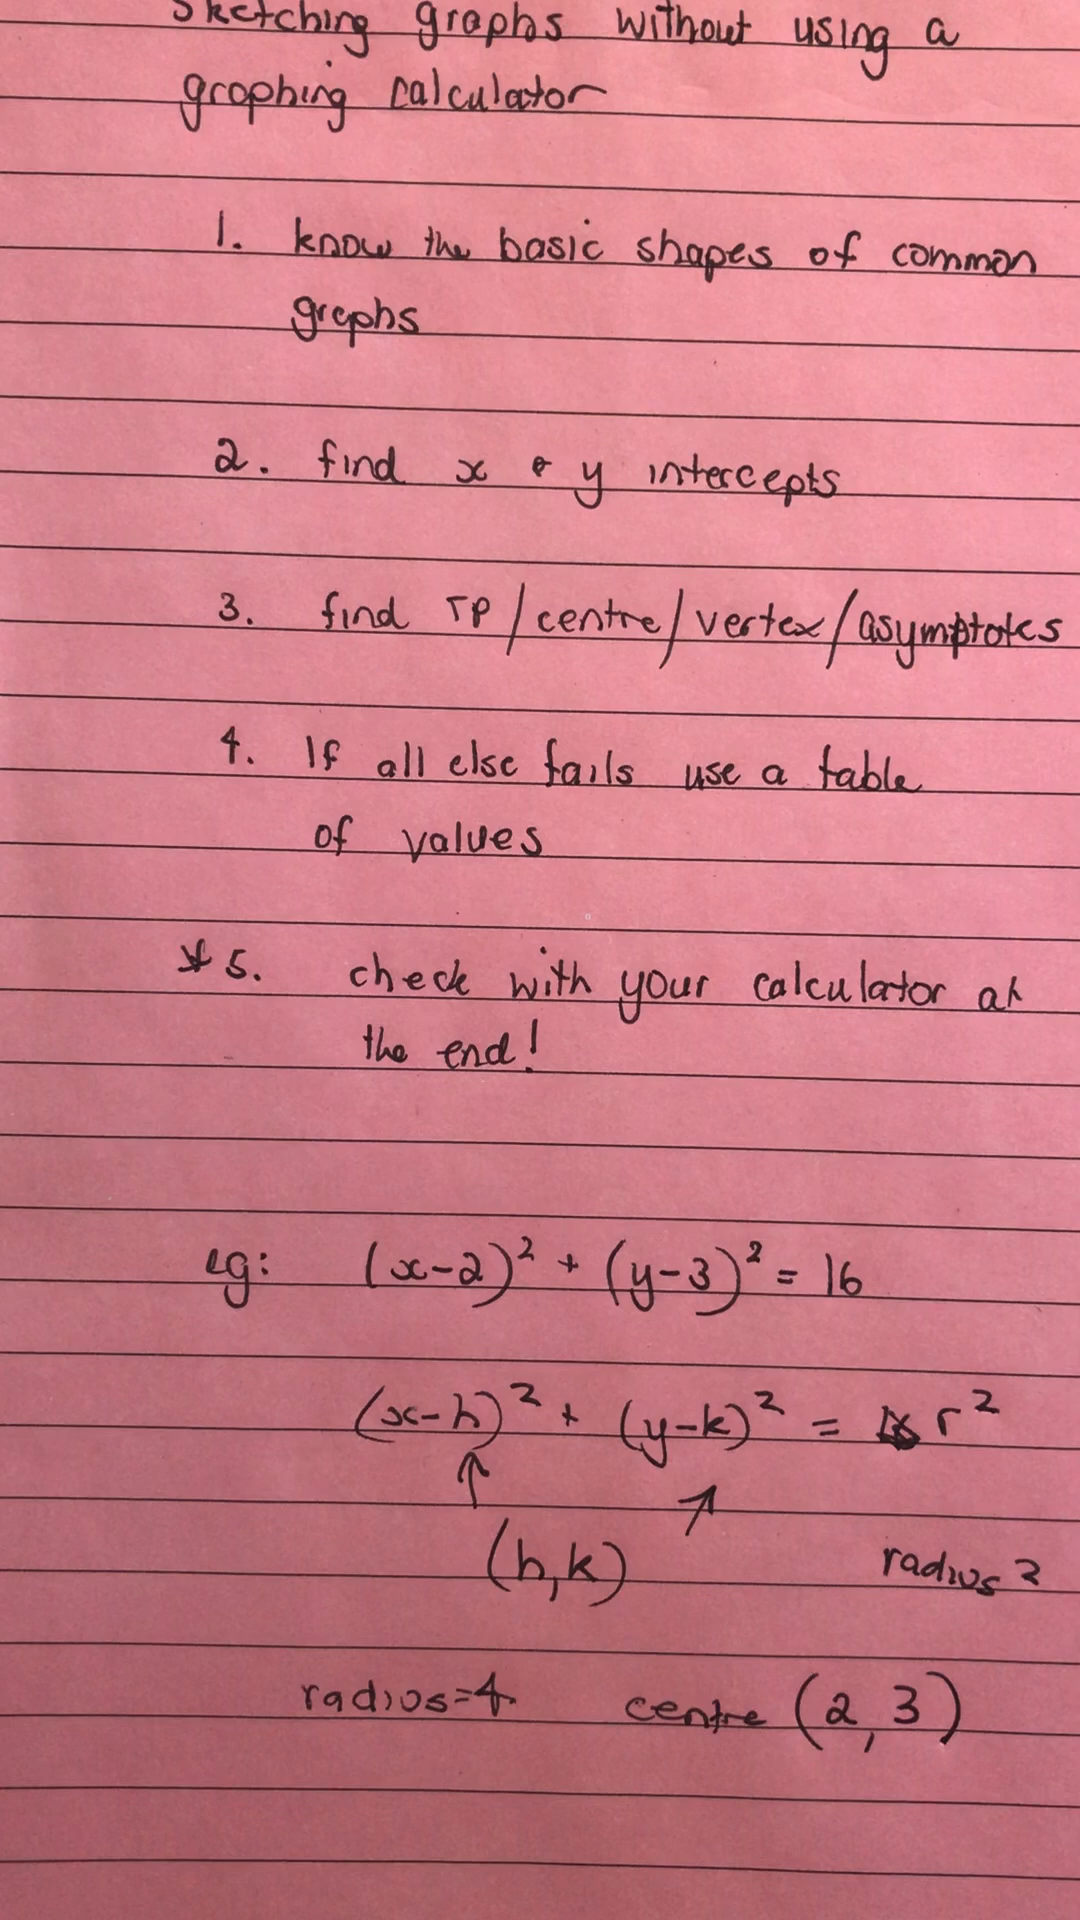 Sketching graphs without using a
graphing calculator
1. know the basic shapes of common
graphs
2. find x & y intercepts
3. find TP/centre/vertex/asymptotes
4. If all else fails use a table
of values
* 5. check with your calculator at
the end!
eg: (x-2)² + (y-3)² = 16
(x-h)² + (y-k)² = r²
↑ ↗
(h,k) radius²
radius=4 centre (2,3)